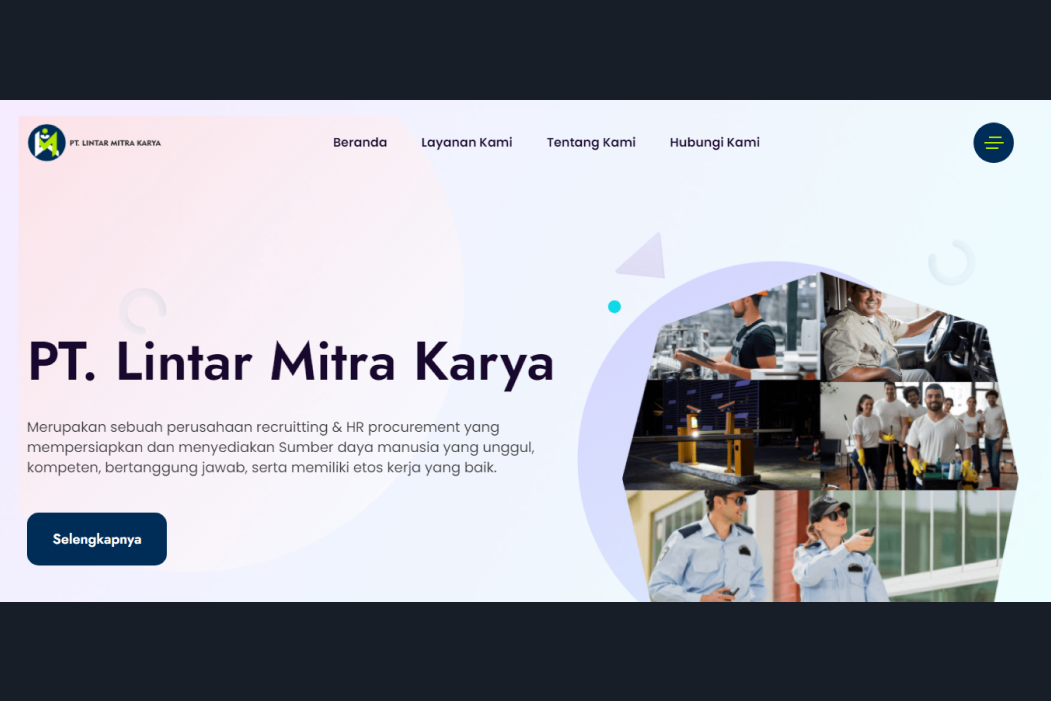 PT. LINTAR MITRA KARYA
Beranda
Layanan Kami
Tentang Kami
Hubungi Kami
PT. Lintar Mitra Karya
Merupakan sebuah perusahaan recruitting & HR procurement yang
mempersiapkan dan menyediakan Sumber daya manusia yang unggul,
kompeten, bertanggung jawab, serta memiliki etos kerja yang baik.
Selengkapnya